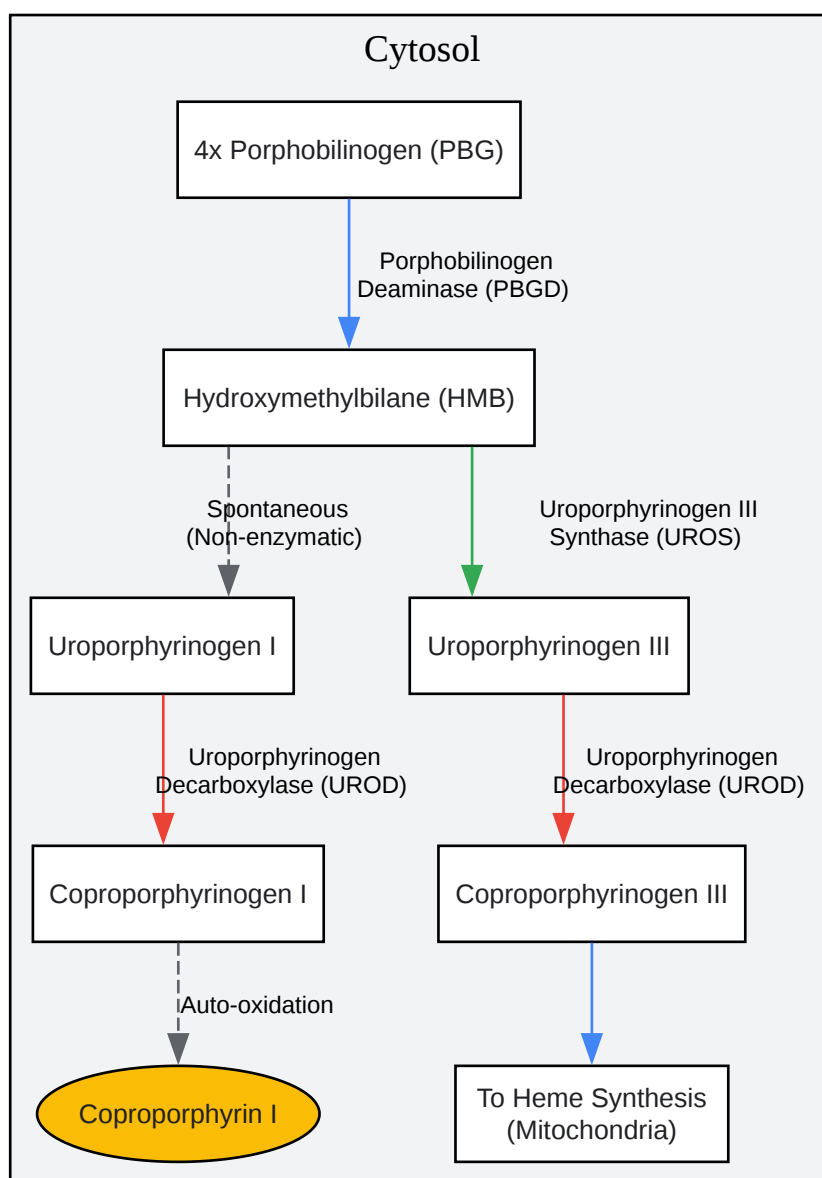 Cytosol
4x Porphobilinogen (PBG)
Porphobilinogen
Deaminase (PBGD)
Hydroxymethylbilane (HMB)
Spontaneous
(Non-enzymatic)
Uroporphyrinogen III
Synthase (UROS)
Uroporphyrinogen I
Uroporphyrinogen III
Uroporphyrinogen
Decarboxylase (UROD)
Uroporphyrinogen
Decarboxylase (UROD)
Coproporphyrinogen I
Coproporphyrinogen III
Auto-oxidation
Coproporphyrin I
To Heme Synthesis
(Mitochondria)